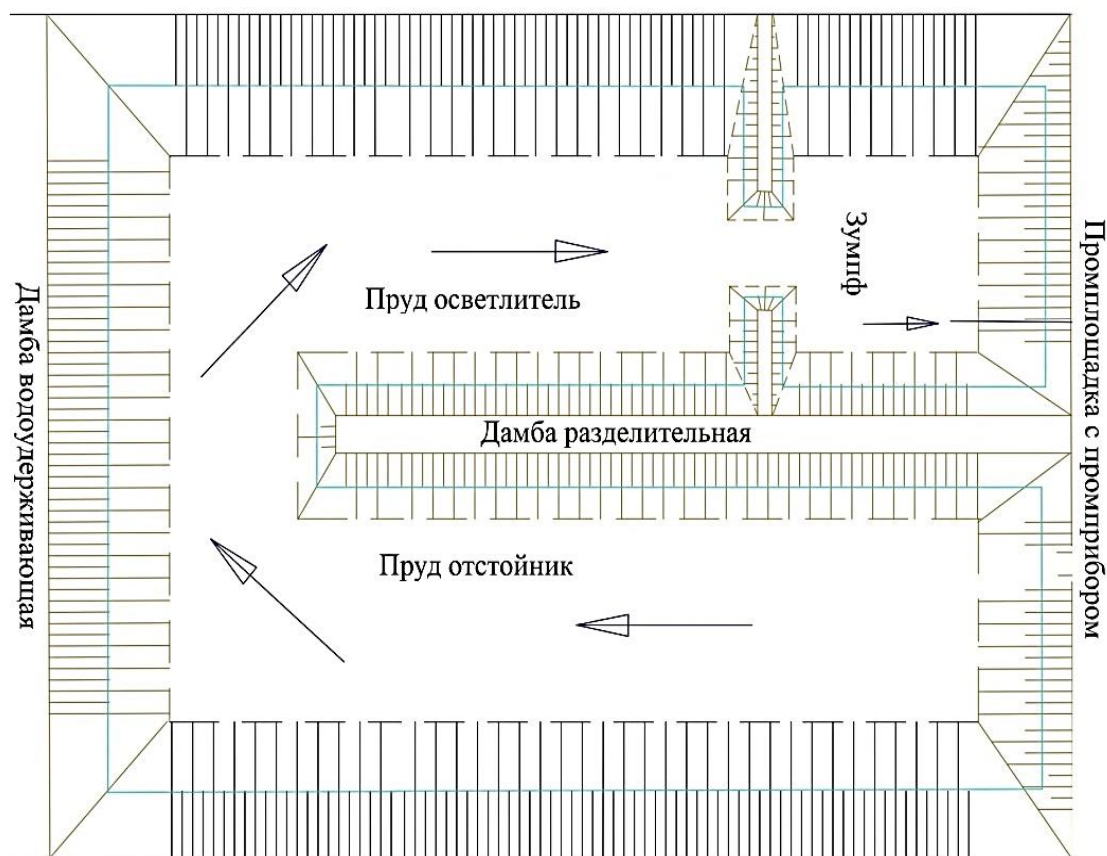 Зумпф
Пруд осветлитель
Дамба водоудерживающая
Промплощадка с промприбором
Дамба разделительная
Пруд отстойник